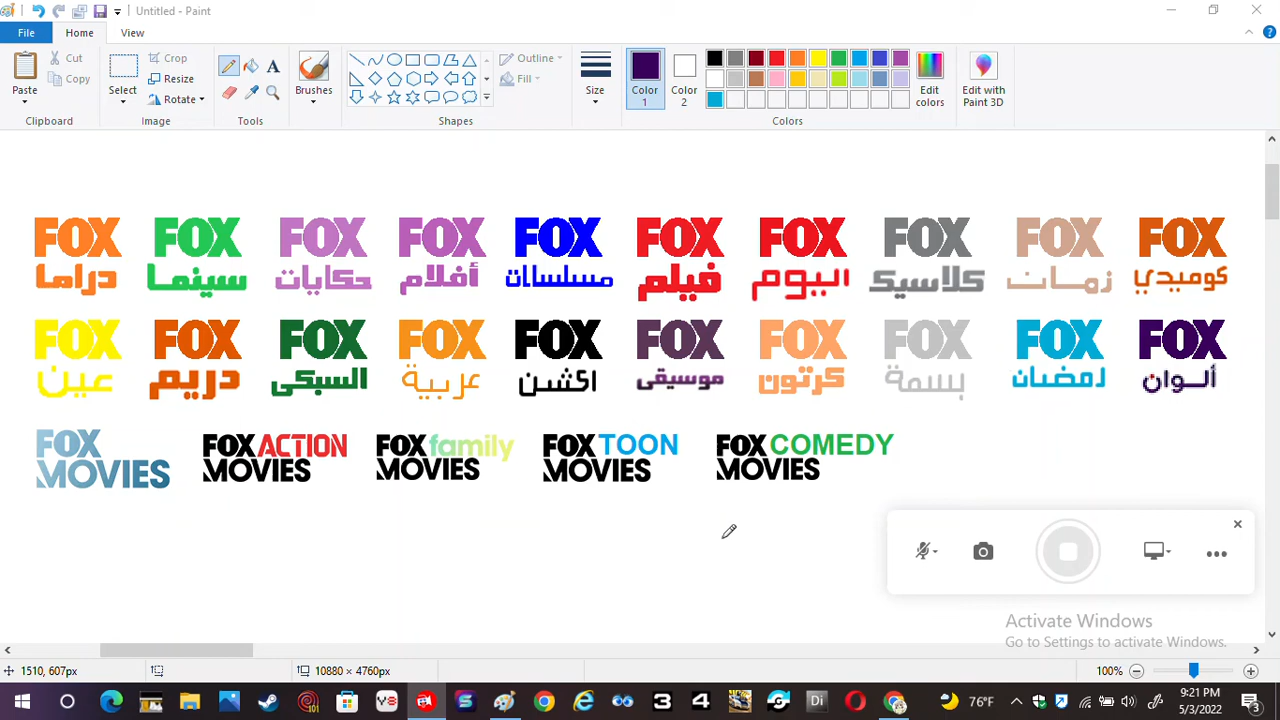 Untitled - Paint
File
Home
View
Paste
Cut
Copy
Clipboard
Select
Crop
Resize
Rotate
Image
Tools
Brushes
Outline
Fill
Shapes
Size
Color 1
Color 2
Edit colors
Colors
Edit with Paint 3D
FOX FOX FOX FOX FOX FOX FOX FOX FOX FOX
دراما سينما حكايات أفلام مسلسلات فيلم اليوم كلاسيك زمان كوميدي
FOX FOX FOX FOX FOX FOX FOX FOX FOX FOX
عين دريم السبكى عربية اكشن موسيقى كرتون بسمة رمضان ألوان
FOX FOX ACTION FOX family FOX TOON FOX COMEDY
MOVIES MOVIES MOVIES MOVIES MOVIES
Activate Windows
Go to Settings to activate Windows.
1510, 607px
10880 × 4760px
100%
101
3
4
Di
76°F
9:21 PM
5/3/2022
3